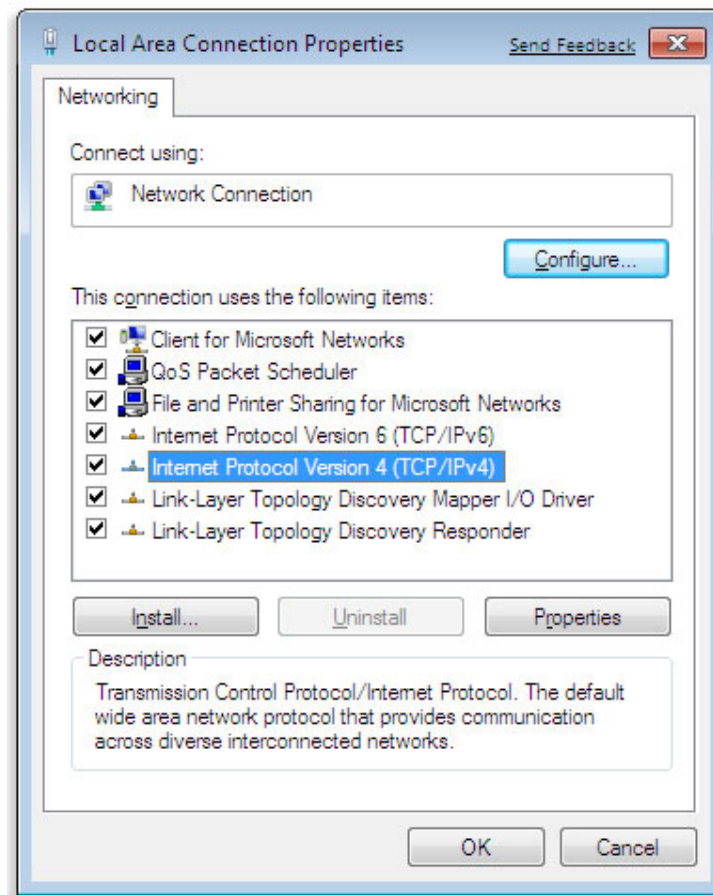 Local Area Connection Properties Send Feedback
Networking
Connect using:
Network Connection
Configure...
This connection uses the following items:
Client for Microsoft Networks
QoS Packet Scheduler
File and Printer Sharing for Microsoft Networks
Internet Protocol Version 6 (TCP/IPv6)
Internet Protocol Version 4 (TCP/IPv4)
Link-Layer Topology Discovery Mapper I/O Driver
Link-Layer Topology Discovery Responder
Install... Uninstall Properties
Description
Transmission Control Protocol/Internet Protocol. The default
wide area network protocol that provides communication
across diverse interconnected networks.
OK Cancel